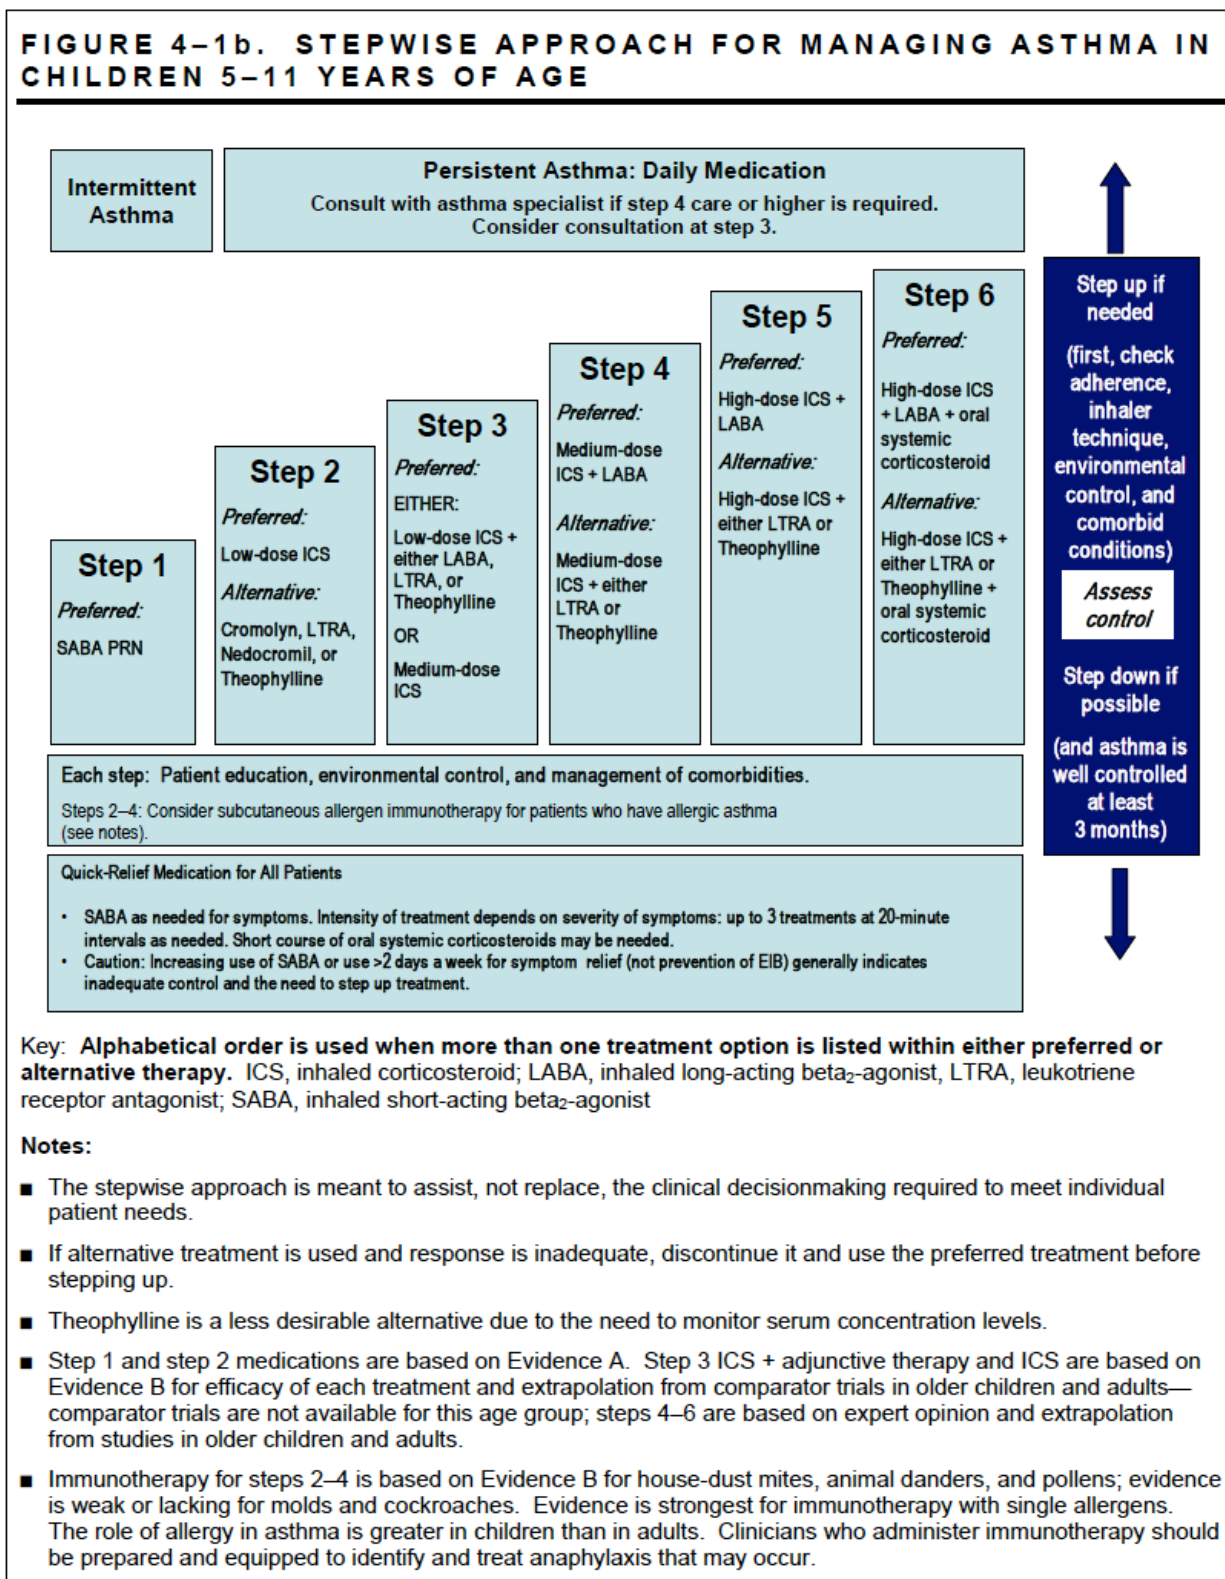 FIGURE 4–1b. STEPWISE APPROACH FOR MANAGING ASTHMA IN
CHILDREN 5–11 YEARS OF AGE
Intermittent
Asthma
Persistent Asthma: Daily Medication
Consult with asthma specialist if step 4 care or higher is required.
Consider consultation at step 3.
Step 1
Preferred:
SABA PRN
Step 2
Preferred:
Low-dose ICS
Alternative:
Cromolyn, LTRA,
Nedocromil, or
Theophylline
Step 3
Preferred:
EITHER:
Low-dose ICS +
either LABA,
LTRA, or
Theophylline
OR
Medium-dose
ICS
Step 4
Preferred:
Medium-dose
ICS + LABA
Alternative:
Medium-dose
ICS + either
LTRA or
Theophylline
Step 5
Preferred:
High-dose ICS +
LABA
Alternative:
High-dose ICS +
either LTRA or
Theophylline
Step 6
Preferred:
High-dose ICS
+ LABA + oral
systemic
corticosteroid
Alternative:
High-dose ICS +
either LTRA or
Theophylline +
oral systemic
corticosteroid
Step up if
needed
(first, check
adherence,
inhaler
technique,
environmental
control, and
comorbid
conditions)
Assess
control
Step down if
possible
(and asthma is
well controlled
at least
3 months)
Each step: Patient education, environmental control, and management of comorbidities.
Steps 2–4: Consider subcutaneous allergen immunotherapy for patients who have allergic asthma
(see notes).
Quick-Relief Medication for All Patients
• SABA as needed for symptoms. Intensity of treatment depends on severity of symptoms: up to 3 treatments at 20-minute
intervals as needed. Short course of oral systemic corticosteroids may be needed.
• Caution: Increasing use of SABA or use >2 days a week for symptom relief (not prevention of EIB) generally indicates
inadequate control and the need to step up treatment.
Key: Alphabetical order is used when more than one treatment option is listed within either preferred or
alternative therapy. ICS, inhaled corticosteroid; LABA, inhaled long-acting beta₂-agonist, LTRA, leukotriene
receptor antagonist; SABA, inhaled short-acting beta₂-agonist
Notes:
■ The stepwise approach is meant to assist, not replace, the clinical decisionmaking required to meet individual
patient needs.
■ If alternative treatment is used and response is inadequate, discontinue it and use the preferred treatment before
stepping up.
■ Theophylline is a less desirable alternative due to the need to monitor serum concentration levels.
■ Step 1 and step 2 medications are based on Evidence A. Step 3 ICS + adjunctive therapy and ICS are based on
Evidence B for efficacy of each treatment and extrapolation from comparator trials in older children and adults—
comparator trials are not available for this age group; steps 4–6 are based on expert opinion and extrapolation
from studies in older children and adults.
■ Immunotherapy for steps 2–4 is based on Evidence B for house-dust mites, animal danders, and pollens; evidence
is weak or lacking for molds and cockroaches. Evidence is strongest for immunotherapy with single allergens.
The role of allergy in asthma is greater in children than in adults. Clinicians who administer immunotherapy should
be prepared and equipped to identify and treat anaphylaxis that may occur.